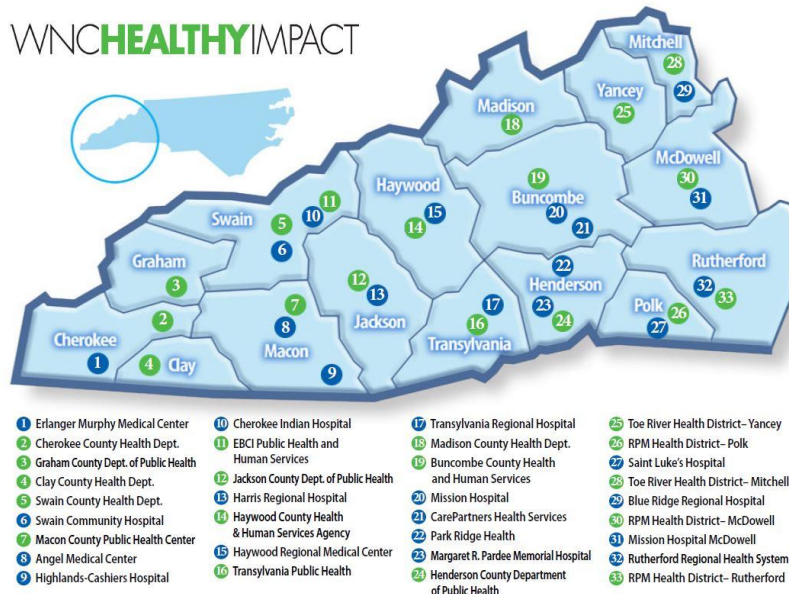 WNCHEALTHYIMPACT
Mitchell
28
29
Yancey
25
Madison
18
McDowell
30
31
Buncombe
19
20
21
Haywood
15
14
Swain
11
10
5
6
Graham
3
Rutherford
32
33
Henderson
22
23
24
Polk
26
27
Jackson
12
13
Transylvania
17
16
Macon
7
8
9
Cherokee
2
1
Clay
4
1 Erlanger Murphy Medical Center
2 Cherokee County Health Dept.
3 Graham County Dept. of Public Health
4 Clay County Health Dept.
5 Swain County Health Dept.
6 Swain Community Hospital
7 Macon County Public Health Center
8 Angel Medical Center
9 Highlands-Cashiers Hospital
10 Cherokee Indian Hospital
11 EBCI Public Health and
Human Services
12 Jackson County Dept. of Public Health
13 Harris Regional Hospital
14 Haywood County Health
& Human Services Agency
15 Haywood Regional Medical Center
16 Transylvania Public Health
17 Transylvania Regional Hospital
18 Madison County Health Dept.
19 Buncombe County Health
and Human Services
20 Mission Hospital
21 CarePartners Health Services
22 Park Ridge Health
23 Margaret R. Pardee Memorial Hospital
24 Henderson County Department
of Public Health
25 Toe River Health District– Yancey
26 RPM Health District– Polk
27 Saint Luke's Hospital
28 Toe River Health District– Mitchell
29 Blue Ridge Regional Hospital
30 RPM Health District– McDowell
31 Mission Hospital McDowell
32 Rutherford Regional Health System
33 RPM Health District– Rutherford